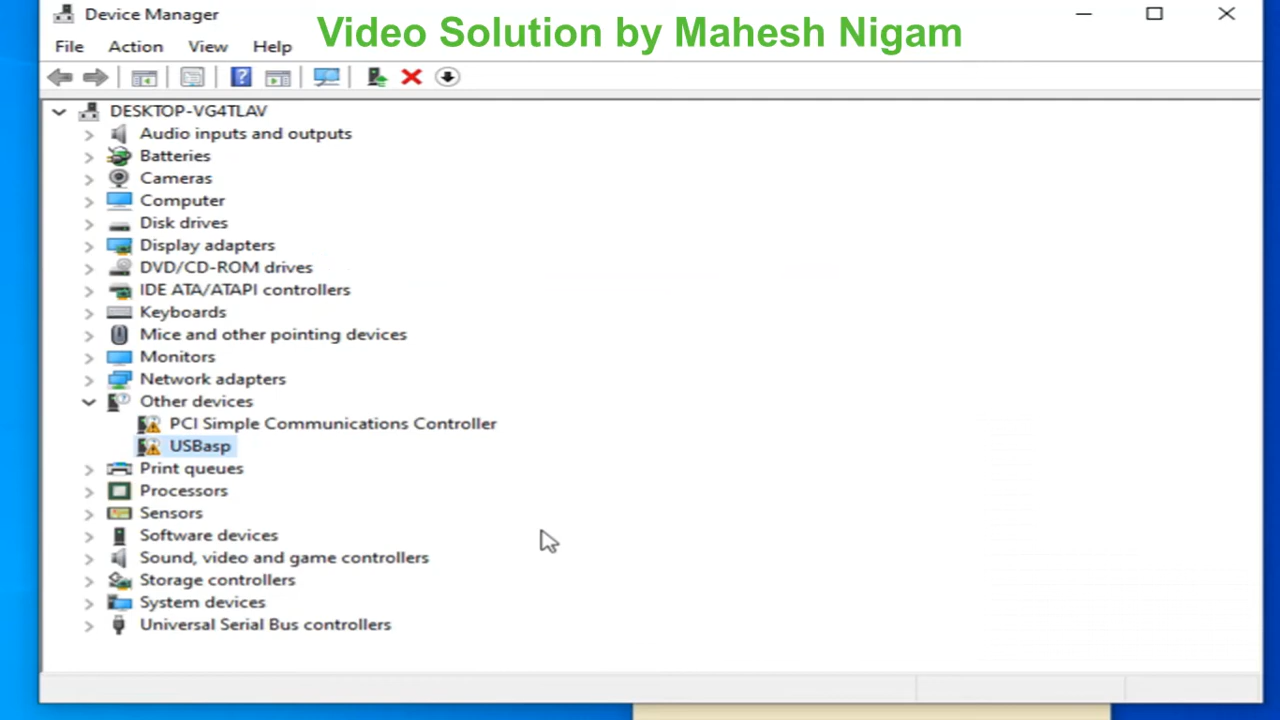 Device Manager
Video Solution by Mahesh Nigam
File Action View Help
DESKTOP-VG4TLAV
Audio inputs and outputs
Batteries
Cameras
Computer
Disk drives
Display adapters
DVD/CD-ROM drives
IDE ATA/ATAPI controllers
Keyboards
Mice and other pointing devices
Monitors
Network adapters
Other devices
PCI Simple Communications Controller
USBasp
Print queues
Processors
Sensors
Software devices
Sound, video and game controllers
Storage controllers
System devices
Universal Serial Bus controllers